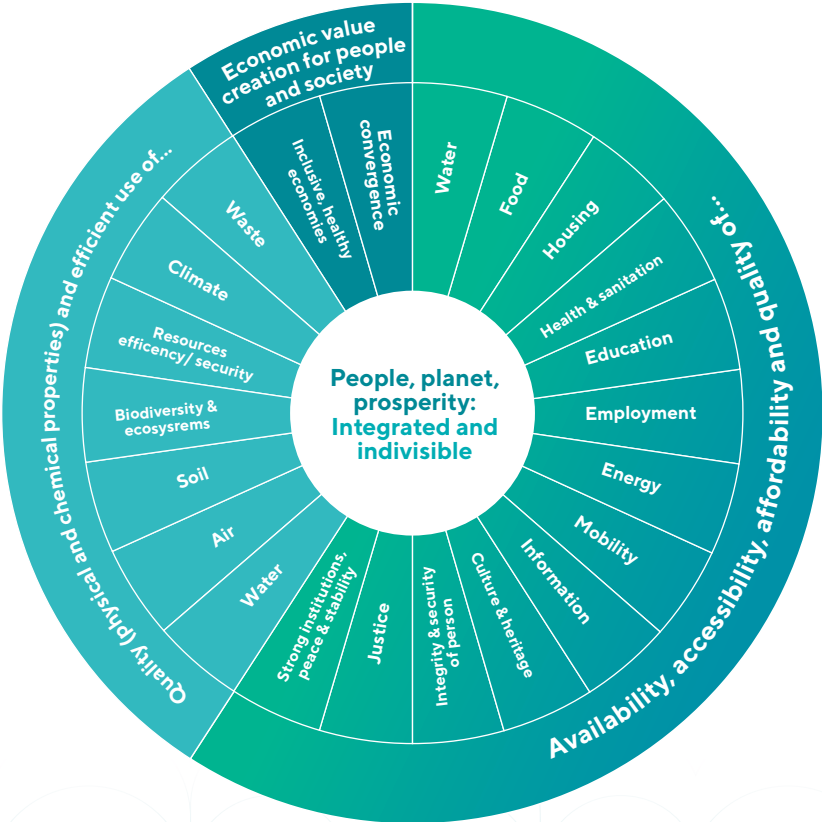 Economic value
creation for people
and society
Inclusive, healthy
economies
Economic
convergence
Availability, accessibility, affordability and quality of...
Water
Food
Housing
Health & sanitation
Education
Employment
Energy
Mobility
Information
Culture & heritage
Integrity & security
of person
Justice
Strong institutions,
peace & stability
Quality (physical and chemical properties) and efficient use of...
Water
Air
Soil
Biodiversity &
ecosysrems
Resources
efficency/ security
Climate
Waste
People, planet,
prosperity:
Integrated and
indivisible